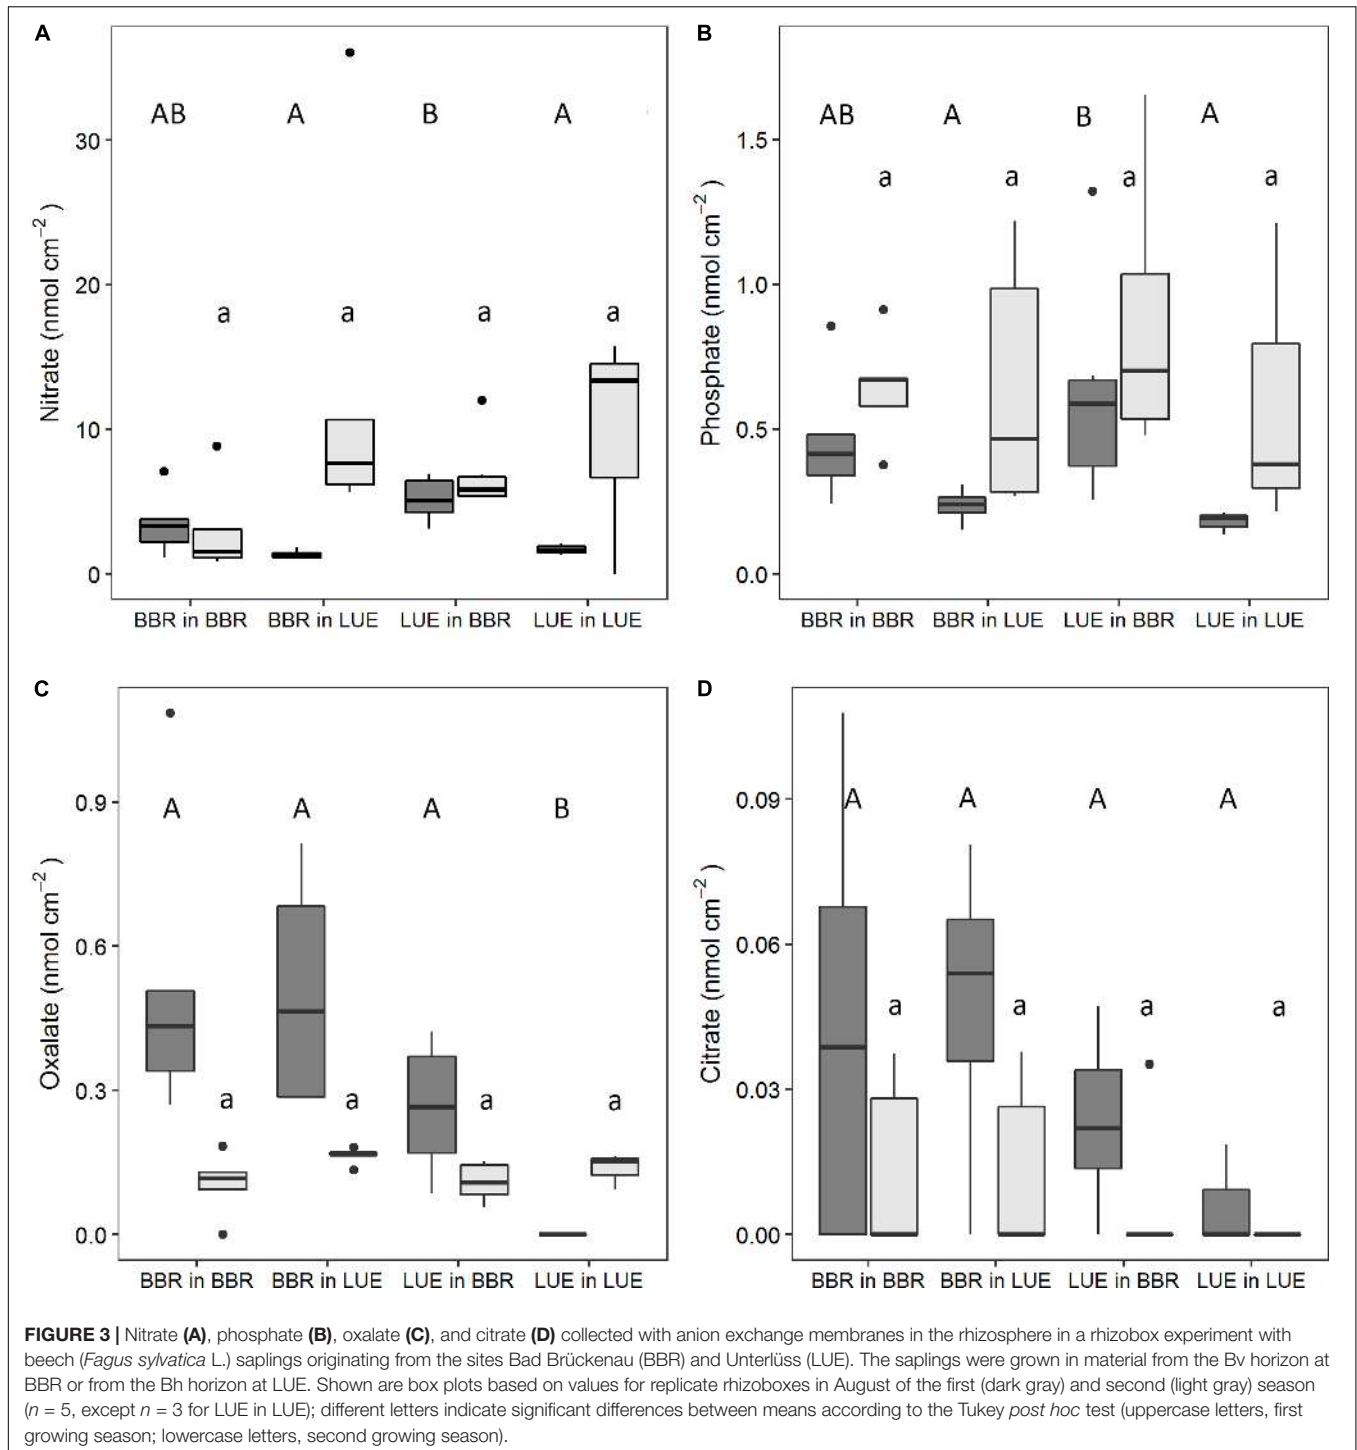 A
B
AB A B A
AB A B A
a a a a
a a a a
30
20
10
0
Nitrate (nmol cm−2 )
1.5
1.0
0.5
0.0
Phosphate (nmol cm−2 )
BBR in BBR BBR in LUE LUE in BBR LUE in LUE
BBR in BBR BBR in LUE LUE in BBR LUE in LUE
C
D
A A A B
A A A A
a a a a
a a a a
0.9
0.6
0.3
0.0
Oxalate (nmol cm−2 )
0.09
0.06
0.03
0.00
Citrate (nmol cm−2 )
BBR in BBR BBR in LUE LUE in BBR LUE in LUE
BBR in BBR BBR in LUE LUE in BBR LUE in LUE
FIGURE 3 | Nitrate (A), phosphate (B), oxalate (C), and citrate (D) collected with anion exchange membranes in the rhizosphere in a rhizobox experiment with
beech (Fagus sylvatica L.) saplings originating from the sites Bad Brückenau (BBR) and Unterlüss (LUE). The saplings were grown in material from the Bv horizon at
BBR or from the Bh horizon at LUE. Shown are box plots based on values for replicate rhizoboxes in August of the first (dark gray) and second (light gray) season
(n = 5, except n = 3 for LUE in LUE); different letters indicate significant differences between means according to the Tukey post hoc test (uppercase letters, first
growing season; lowercase letters, second growing season).